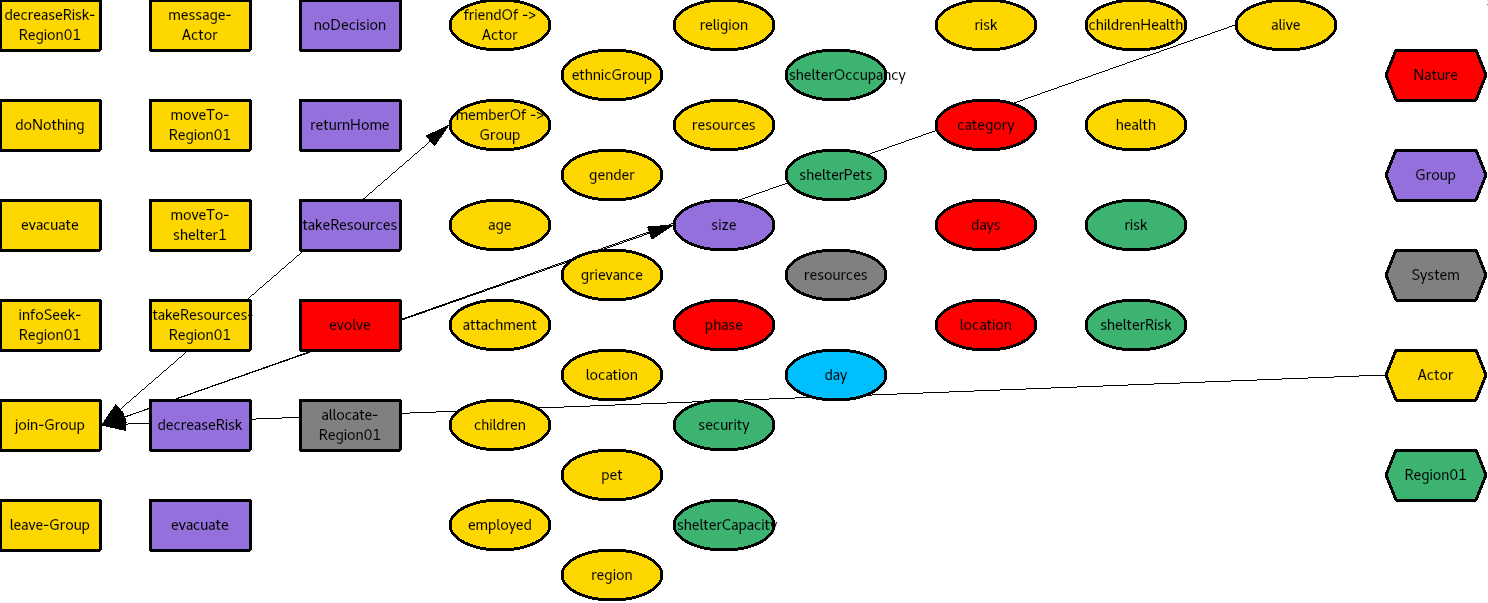 decreaseRisk-
Region01
message-
Actor
noDecision
friendOf ->
Actor
religion
risk
childrenHealth
alive
ethnicGroup
shelterOccupancy
Nature
doNothing
moveTo-
Region01
returnHome
memberOf ->
Group
resources
category
health
gender
shelterPets
Group
evacuate
moveTo-
shelter1
takeResources
age
size
days
risk
grievance
resources
System
infoSeek-
Region01
takeResources-
Region01
evolve
attachment
phase
location
shelterRisk
location
day
Actor
join-Group
decreaseRisk
allocate-
Region01
children
security
pet
Region01
leave-Group
evacuate
employed
shelterCapacity
region